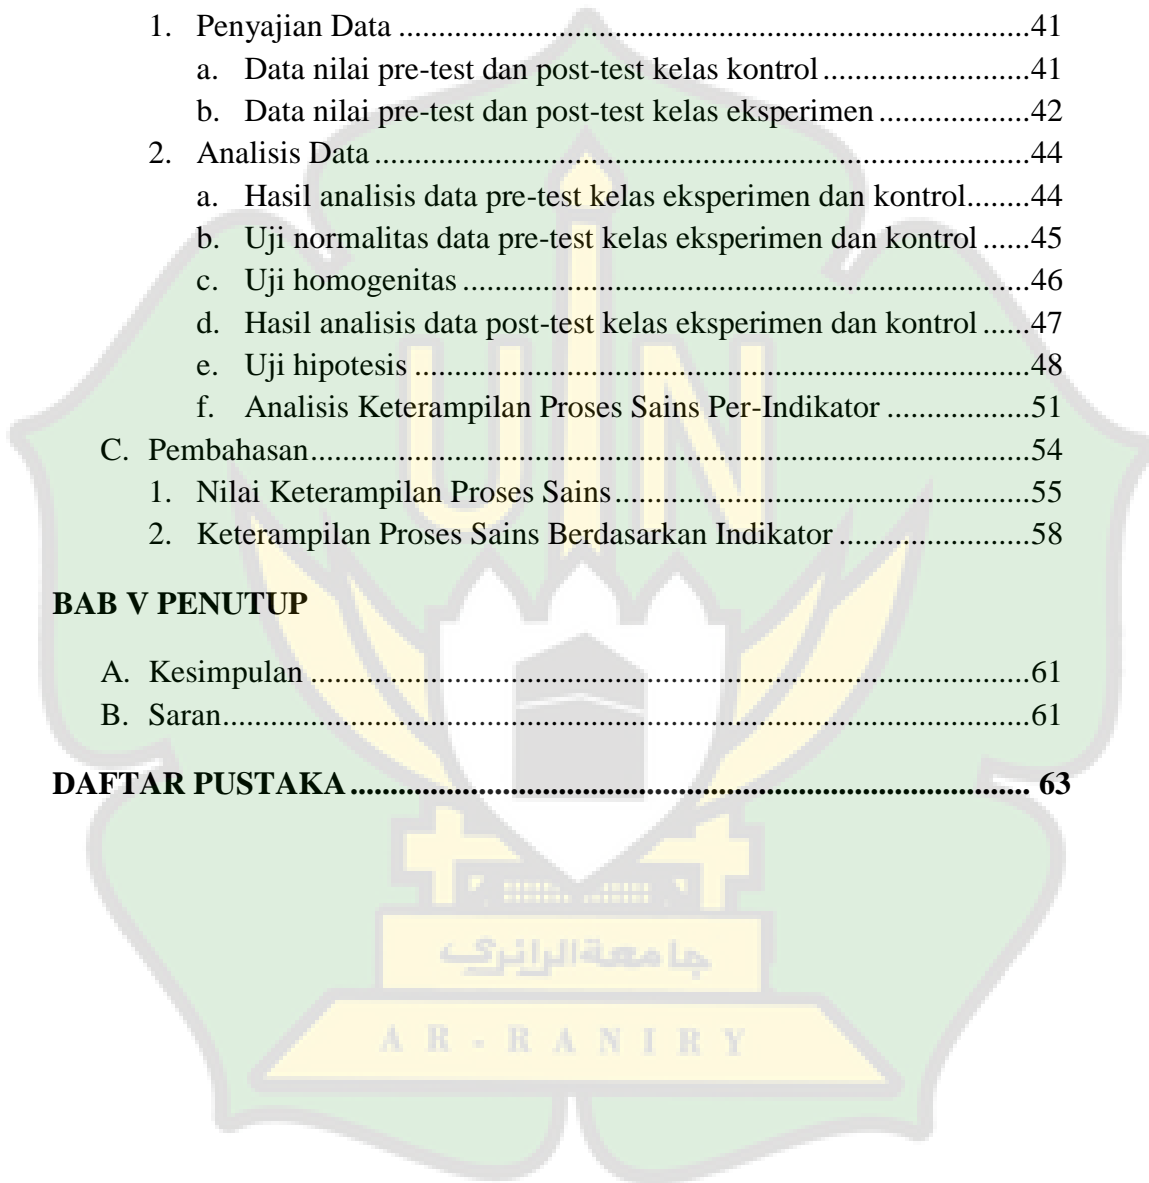 1. Penyajian Data ...............................................................................41
a. Data nilai pre-test dan post-test kelas kontrol ..........................41
b. Data nilai pre-test dan post-test kelas eksperimen ...................42
2. Analisis Data ..................................................................................44
a. Hasil analisis data pre-test kelas eksperimen dan kontrol........44
b. Uji normalitas data pre-test kelas eksperimen dan kontrol ......45
c. Uji homogenitas .......................................................................46
d. Hasil analisis data post-test kelas eksperimen dan kontrol ......47
e. Uji hipotesis .............................................................................48
f. Analisis Keterampilan Proses Sains Per-Indikator ..................51
C. Pembahasan..........................................................................................54
1. Nilai Keterampilan Proses Sains ....................................................55
2. Keterampilan Proses Sains Berdasarkan Indikator ........................58
UIN
BAB V PENUTUP
A. Kesimpulan ..........................................................................................61
B. Saran.....................................................................................................61
DAFTAR PUSTAKA ..................................................................................... 63
جامعة الرانري
AR-RANIRY